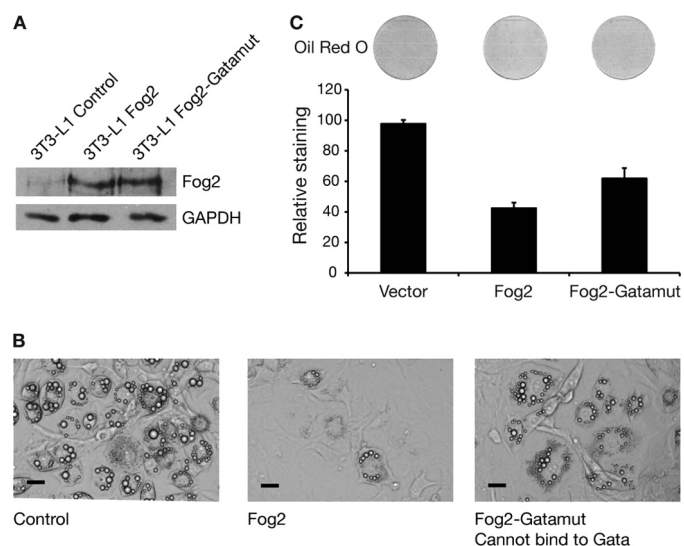 A
3T3-L1 Control
3T3-L1 Fog2
3T3-L1 Fog2-Gatamut
Fog2
GAPDH
C
Oil Red O
Relative staining
120
100
80
60
40
20
0
Vector
Fog2
Fog2-Gatamut
B
Control
Fog2
Fog2-Gatamut
Cannot bind to Gata